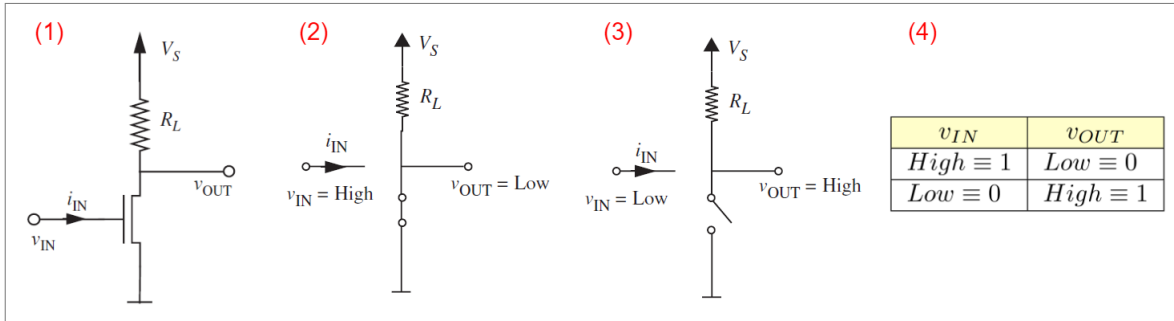 (1)
V_S
R_L
v_OUT
i_IN
v_IN
(2)
V_S
R_L
i_IN
v_IN = High
v_OUT = Low
(3)
V_S
R_L
i_IN
v_IN = Low
v_OUT = High
(4)
v_IN v_OUT
High ≡ 1 Low ≡ 0
Low ≡ 0 High ≡ 1